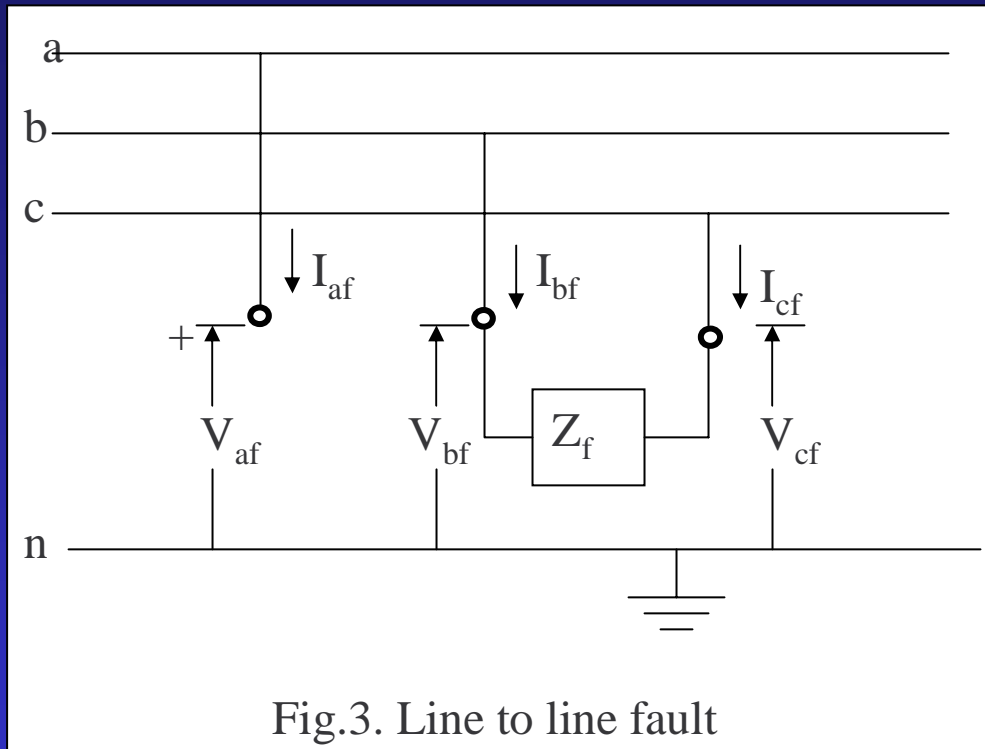 a
b
c
I_af I_bf I_cf
+
V_af V_bf Z_f V_cf
n
Fig.3. Line to line fault